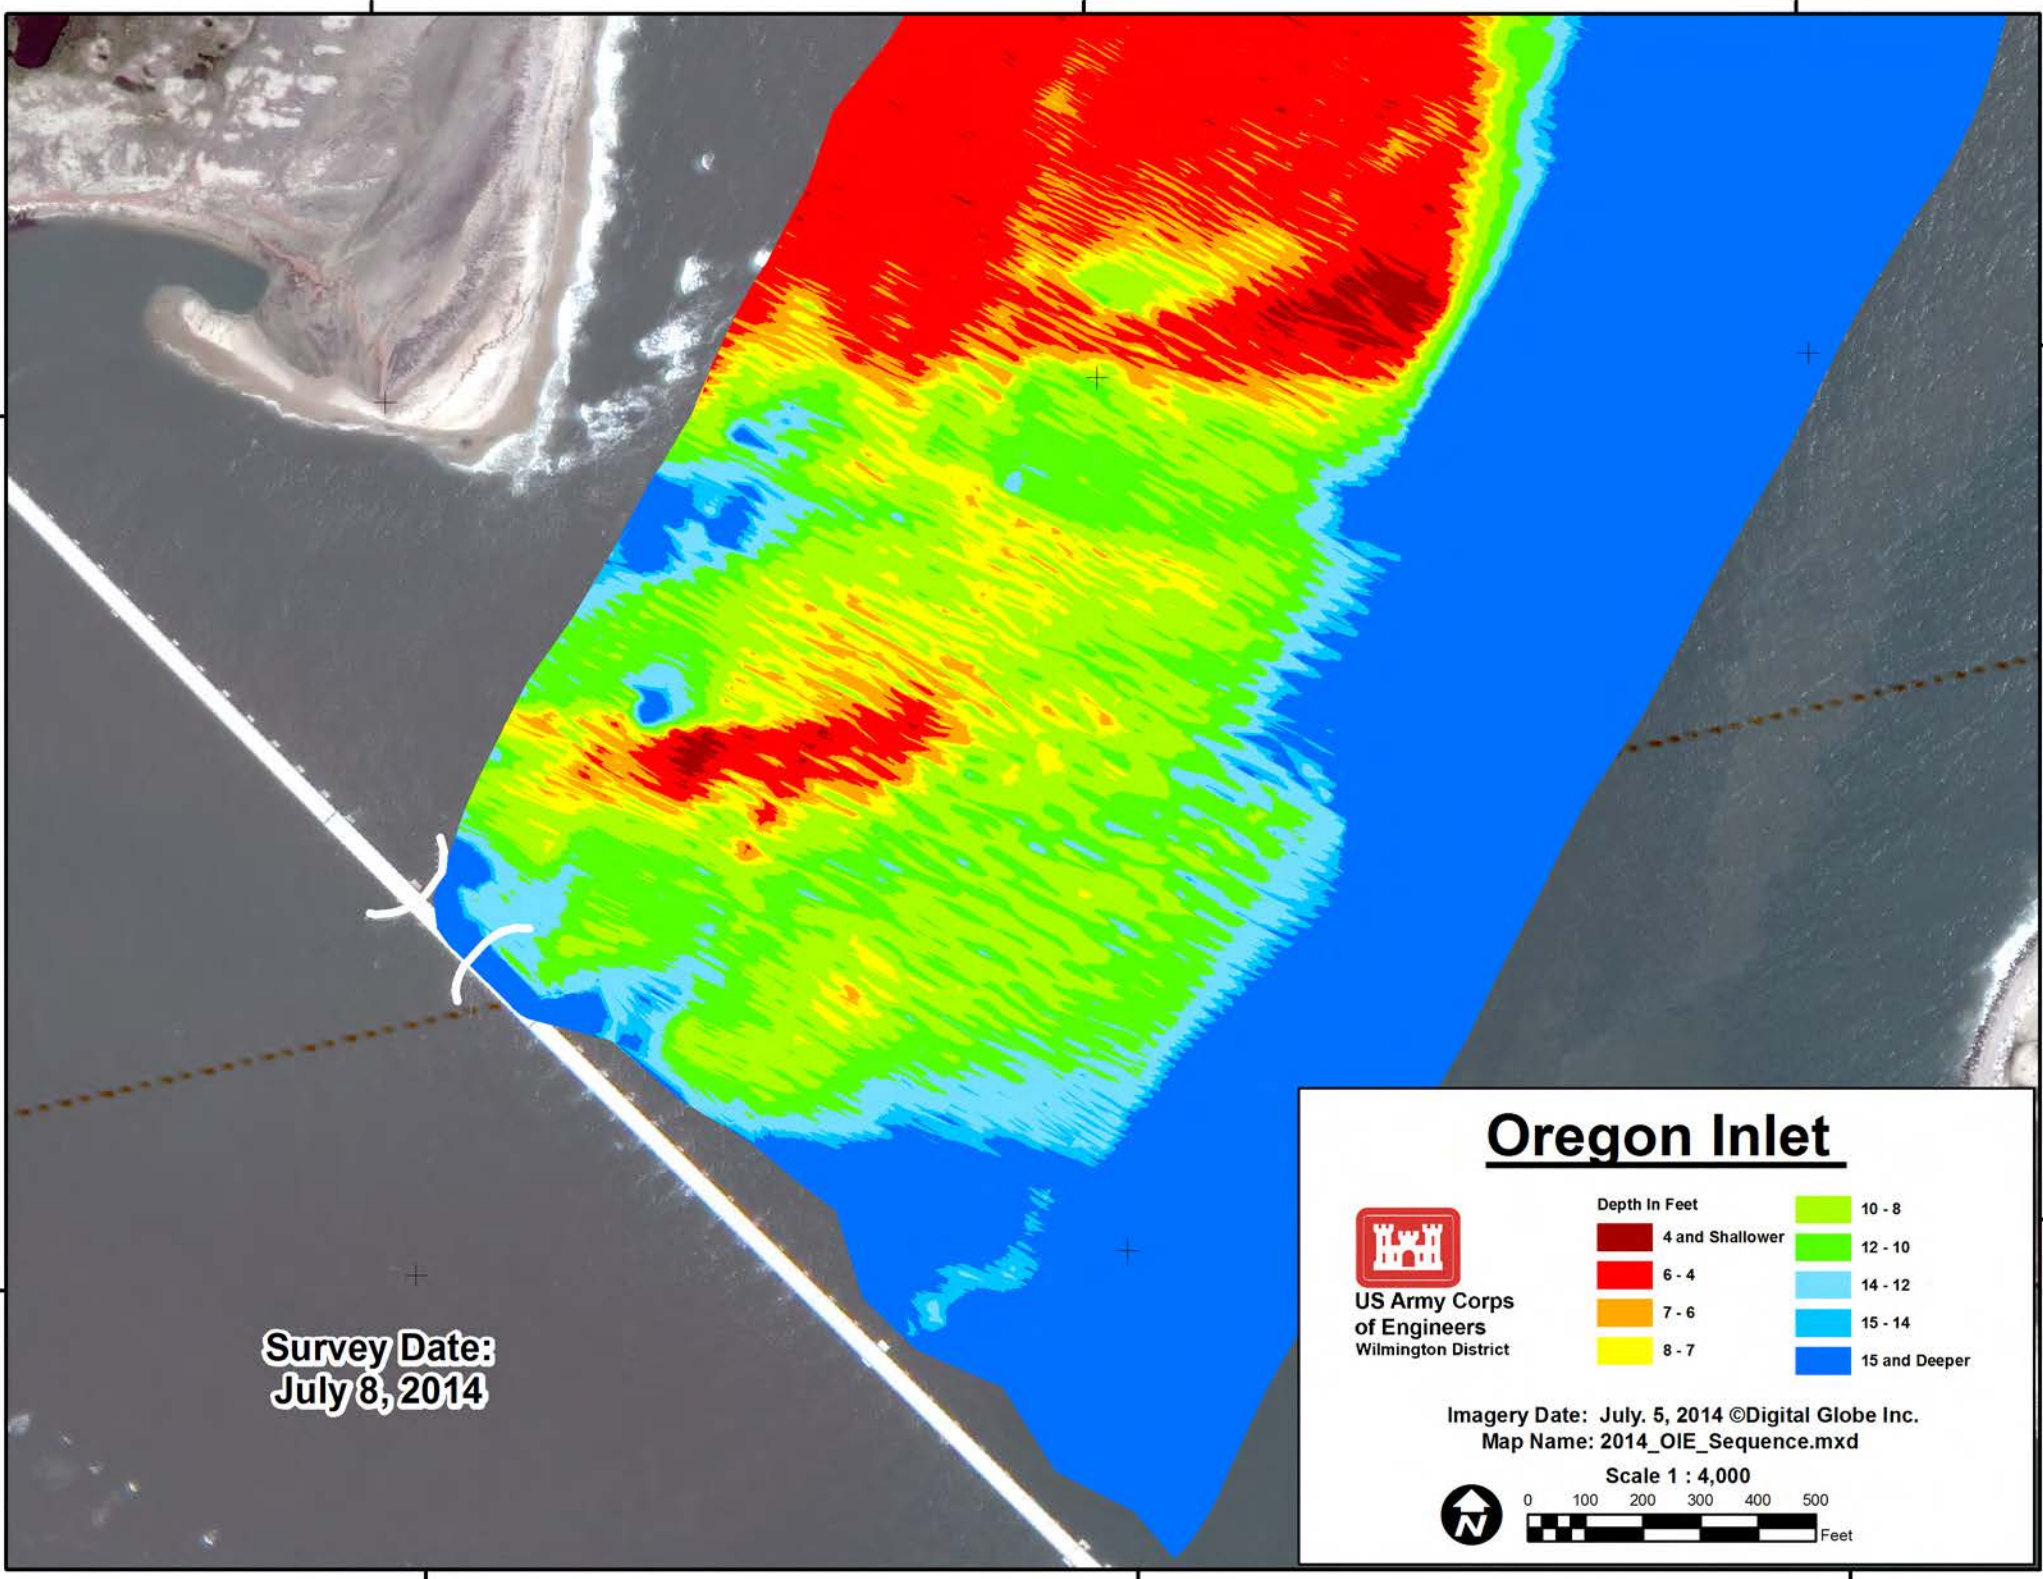 Survey Date:
July 8, 2014
Oregon Inlet
US Army Corps
of Engineers
Wilmington District
Depth In Feet
4 and Shallower
6 - 4
7 - 6
8 - 7
10 - 8
12 - 10
14 - 12
15 - 14
15 and Deeper
Imagery Date: July. 5, 2014 ©Digital Globe Inc.
Map Name: 2014_OIE_Sequence.mxd
Scale 1 : 4,000
0 100 200 300 400 500
Feet
N